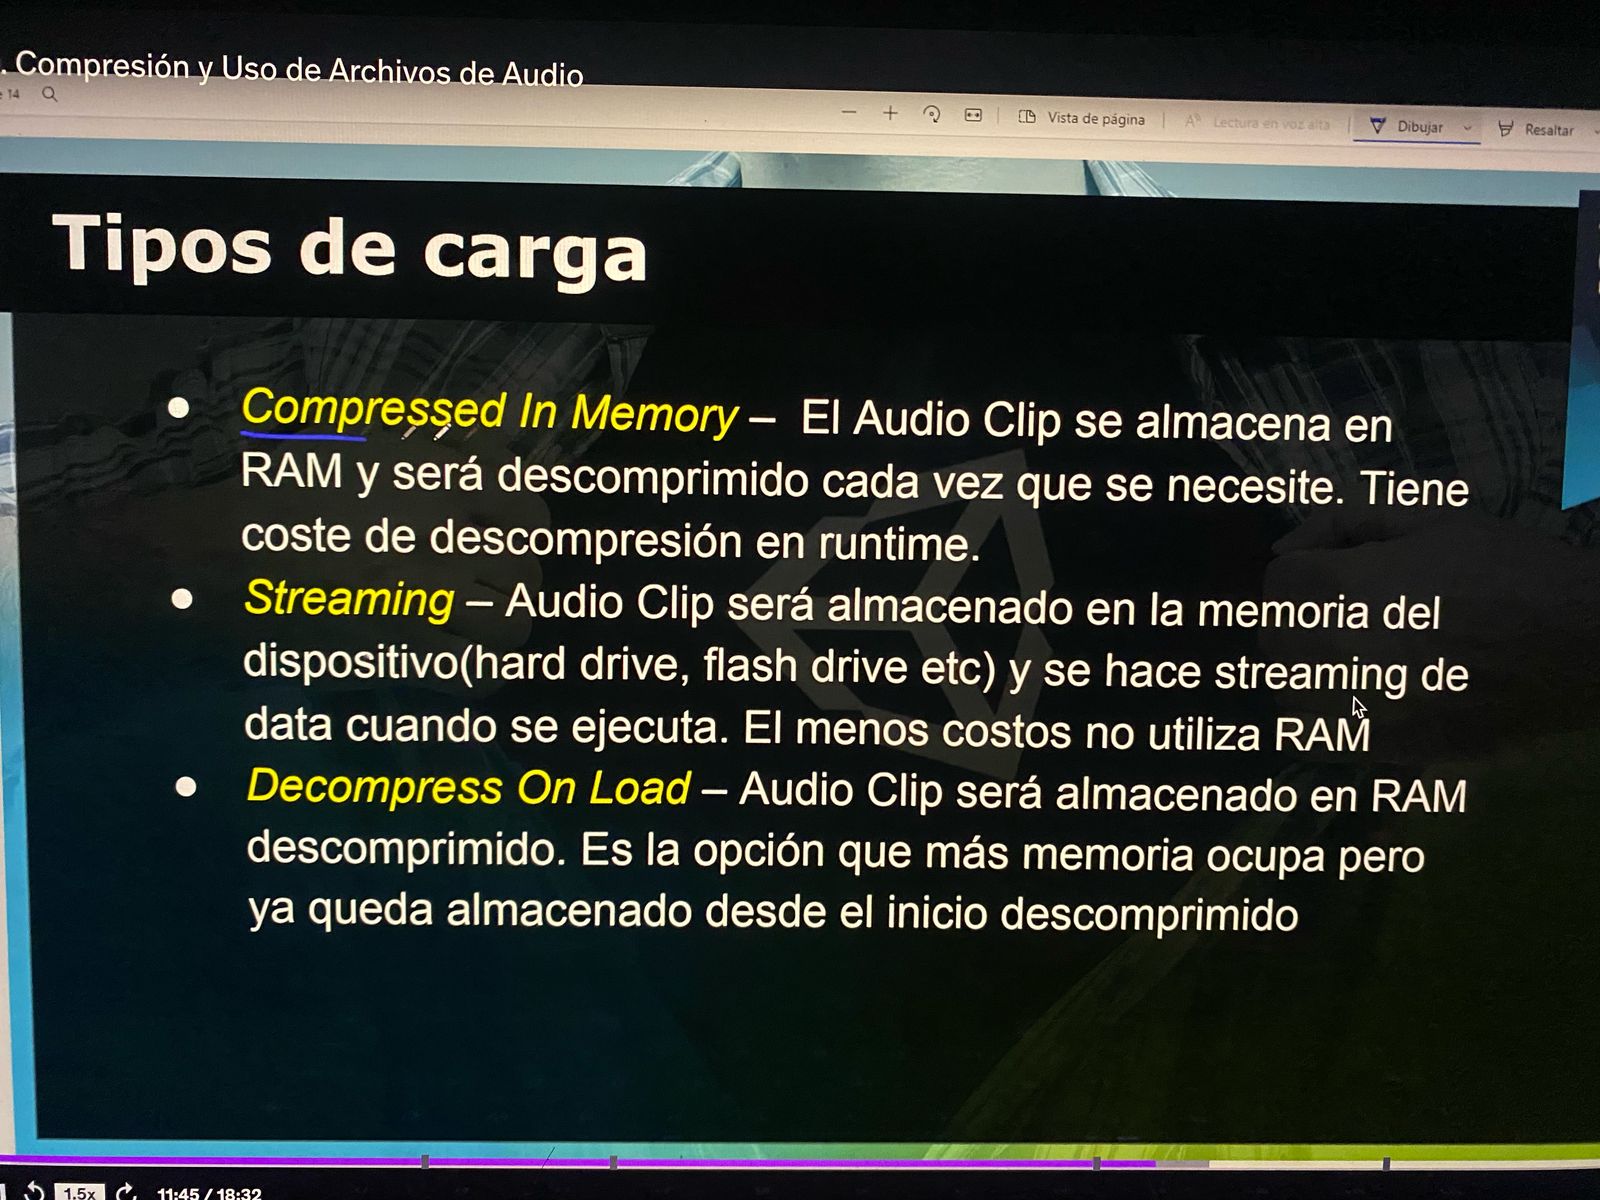 . Compresión y Uso de Archivos de Audio
e 14
Vista de página
Lectura en voz alta
Dibujar
Resaltar
Tipos de carga
● Compressed In Memory – El Audio Clip se almacena en
RAM y será descomprimido cada vez que se necesite. Tiene
coste de descompresión en runtime.
● Streaming – Audio Clip será almacenado en la memoria del
dispositivo(hard drive, flash drive etc) y se hace streaming de
data cuando se ejecuta. El menos costos no utiliza RAM
● Decompress On Load – Audio Clip será almacenado en RAM
descomprimido. Es la opción que más memoria ocupa pero
ya queda almacenado desde el inicio descomprimido
1.5x 11:45 / 18:32